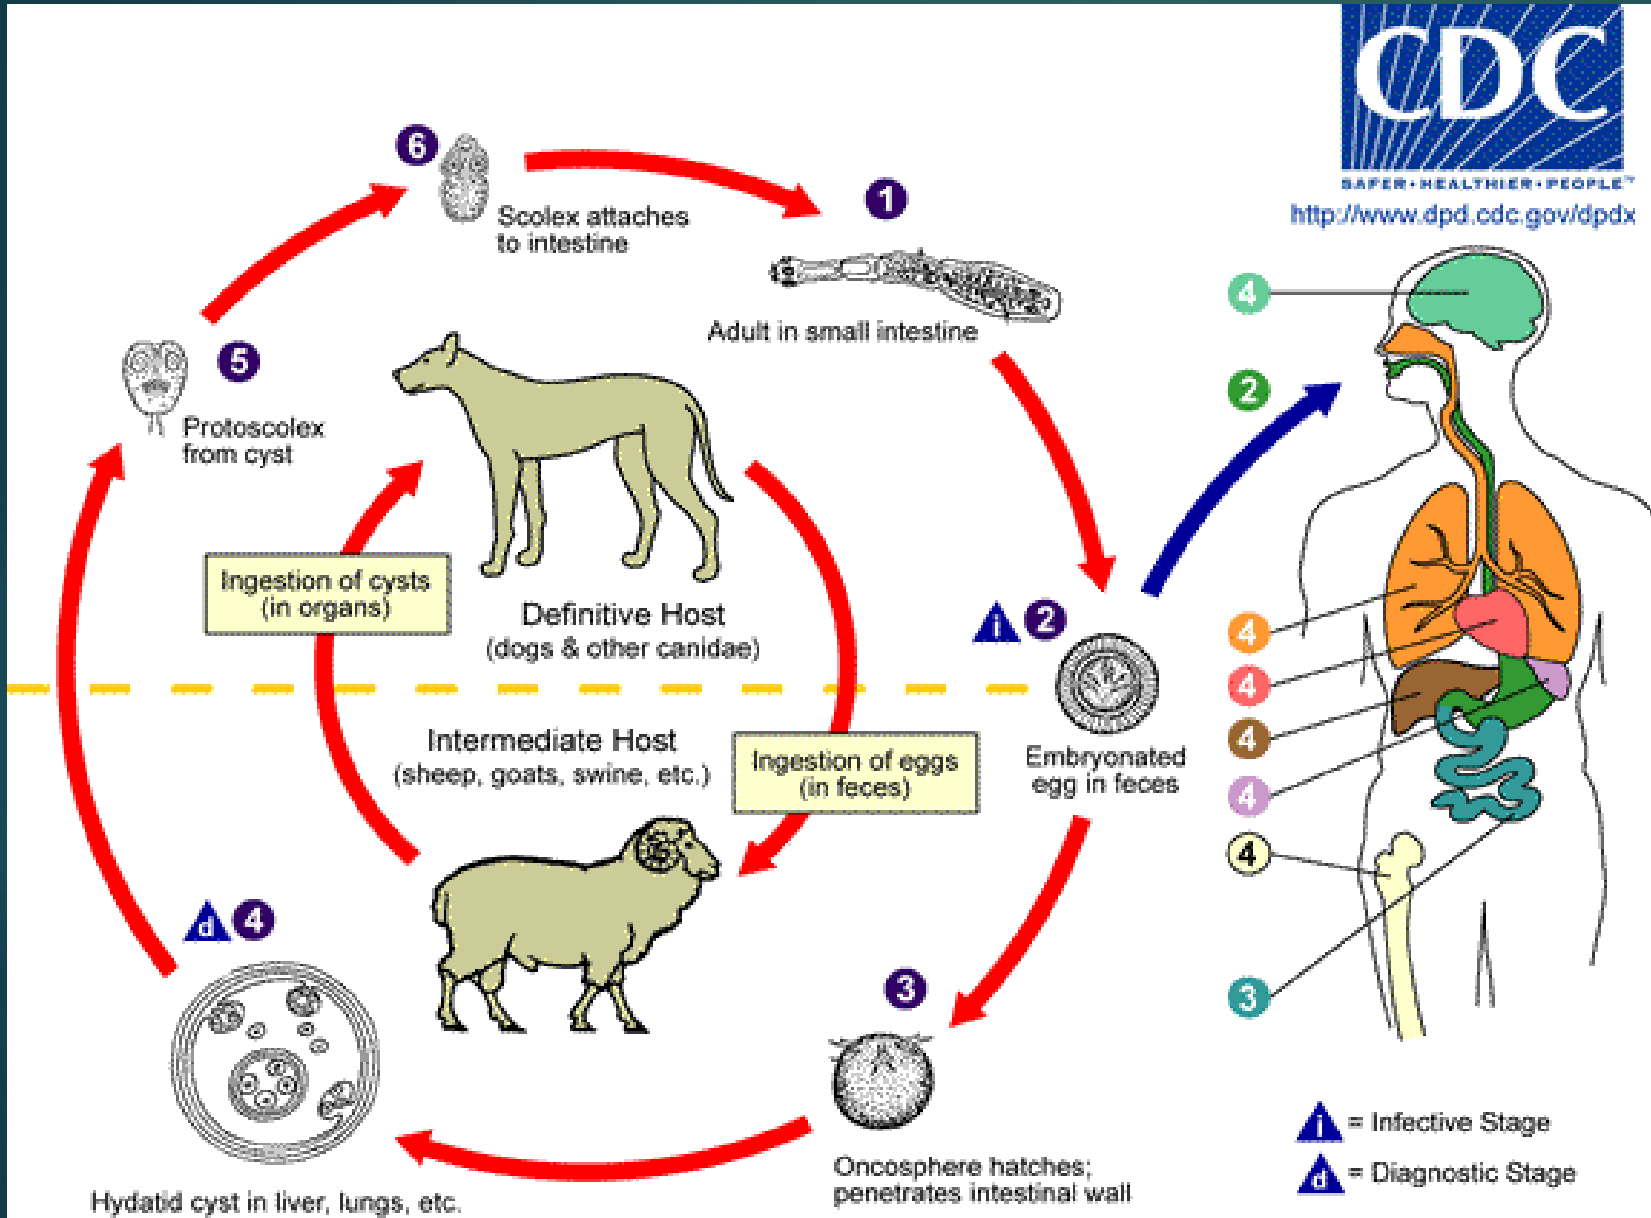 CDC
SAFER•HEALTHIER•PEOPLE™
http://www.dpd.cdc.gov/dpdx
6
Scolex attaches
to intestine
1
Adult in small intestine
5
Protoscolex
from cyst
Ingestion of cysts
(in organs)
Definitive Host
(dogs & other canidae)
i 2
Embryonated
egg in feces
Intermediate Host
(sheep, goats, swine, etc.)
Ingestion of eggs
(in feces)
d 4
Hydatid cyst in liver, lungs, etc.
3
Oncosphere hatches;
penetrates intestinal wall
4
2
4
4
4
4
4
3
i = Infective Stage
d = Diagnostic Stage